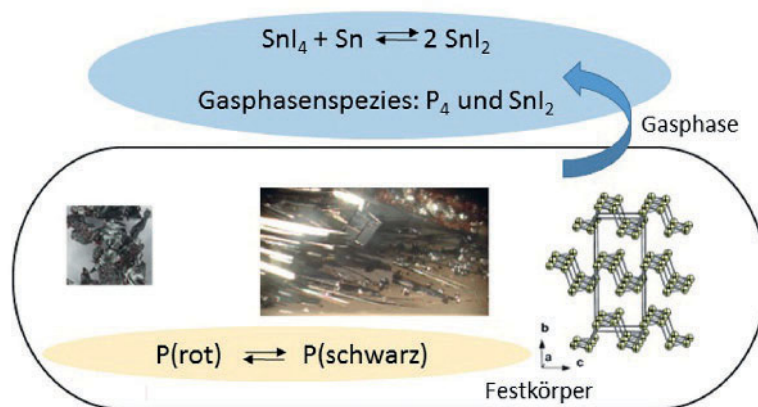 SnI₄ + Sn ⇌ 2 SnI₂
Gasphasenspezies: P₄ und SnI₂
Gasphase
P(rot) ⇌ P(schwarz)
b
a
c
Festkörper